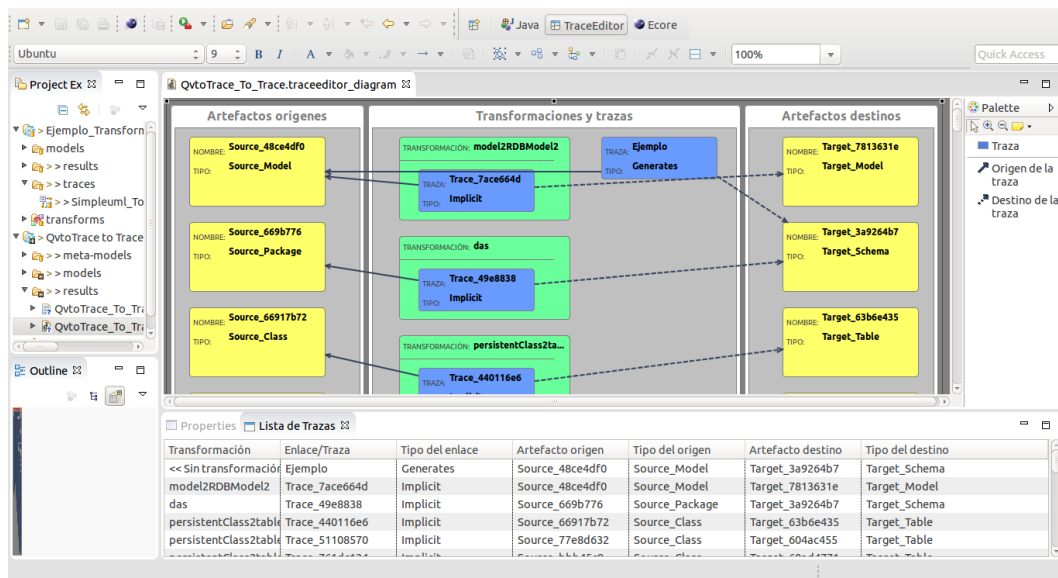 Java TraceEditor Ecore
Ubuntu 9 B I A 100% Quick Access
Project Ex
> Ejemplo_Transform
models
> > results
> > traces
> > Simpleuml_To
transforms
> QvtoTrace to Trace
> > meta-models
> > models
> > results
QvtoTrace_To_Tra
QvtoTrace_To_Tra
Outline
QvtoTrace_To_Trace.traceeditor_diagram
Artefactos orígenes
NOMBRE: Source_48ce4df0
TIPO: Source_Model
NOMBRE: Source_669b776
TIPO: Source_Package
NOMBRE: Source_66917b72
TIPO: Source_Class
Transformaciones y trazas
TRANSFORMACIÓN: model2RDBModel2
TRAZA: Trace_7ace664d
TIPO: Implicit
TRAZA: Ejemplo
TIPO: Generates
TRANSFORMACIÓN: das
TRAZA: Trace_49e8838
TIPO: Implicit
TRANSFORMACIÓN: persistentClass2ta...
TRAZA: Trace_440116e6
Artefactos destinos
NOMBRE: Target_7813631e
TIPO: Target_Model
NOMBRE: Target_3a9264b7
TIPO: Target_Schema
NOMBRE: Target_63b6e435
TIPO: Target_Table
Palette
Traza
Origen de la
traza
Destino de la
traza
Properties Lista de Trazas
Transformación Enlace/Traza Tipo del enlace Artefacto origen Tipo del origen Artefacto destino Tipo del destino
<< Sin transformación Ejemplo Generates Source_48ce4df0 Source_Model Target_3a9264b7 Target_Schema
model2RDBModel2 Trace_7ace664d Implicit Source_48ce4df0 Source_Model Target_7813631e Target_Model
das Trace_49e8838 Implicit Source_669b776 Source_Package Target_3a9264b7 Target_Schema
persistentClass2table Trace_440116e6 Implicit Source_66917b72 Source_Class Target_63b6e435 Target_Table
persistentClass2table Trace_51108570 Implicit Source_77e8d632 Source_Class Target_604ac455 Target_Table